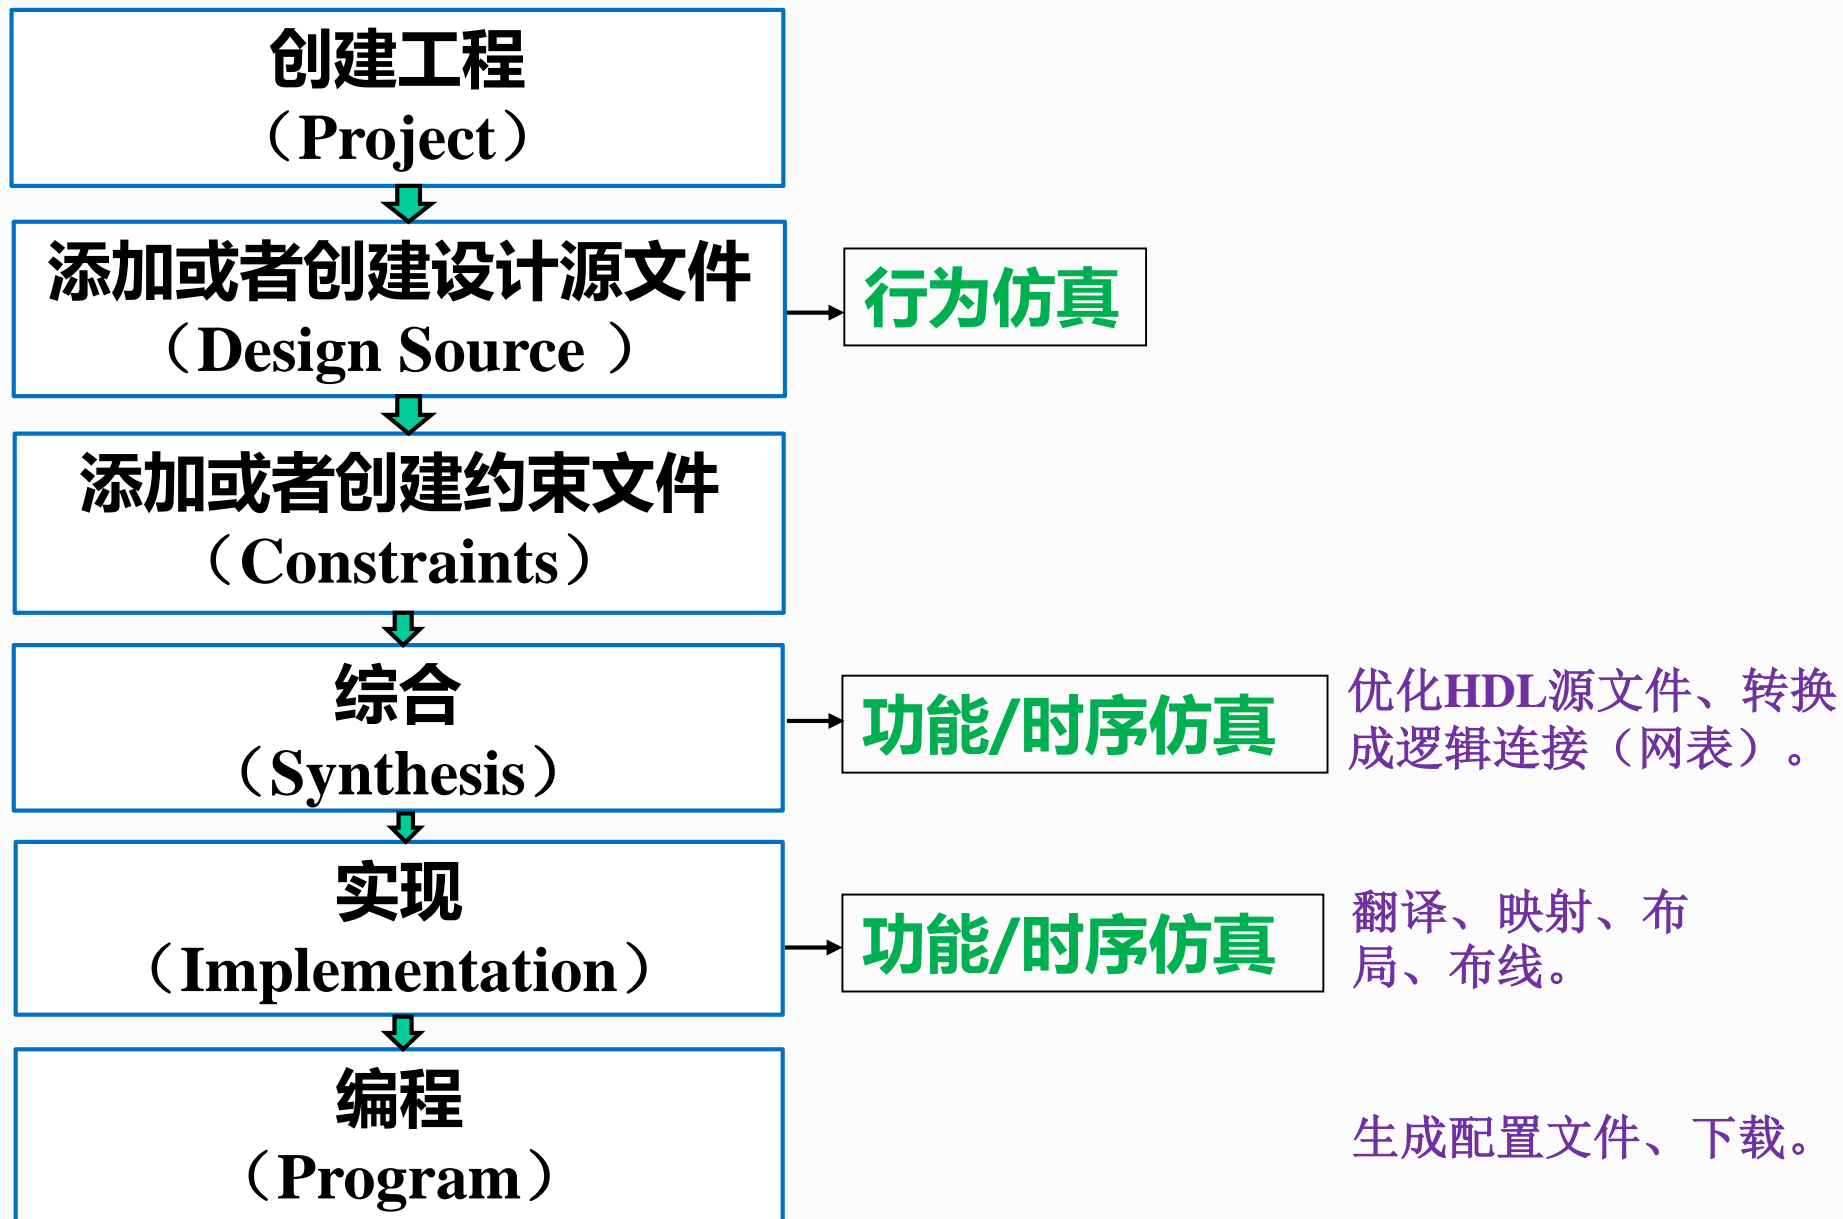 创建工程
（Project）
添加或者创建设计源文件
（Design Source ）
行为仿真
添加或者创建约束文件
（Constraints）
综合
（Synthesis）
功能/时序仿真
优化HDL源文件、转换
成逻辑连接（网表）。
实现
（Implementation）
功能/时序仿真
翻译、映射、布
局、布线。
编程
（Program）
生成配置文件、下载。